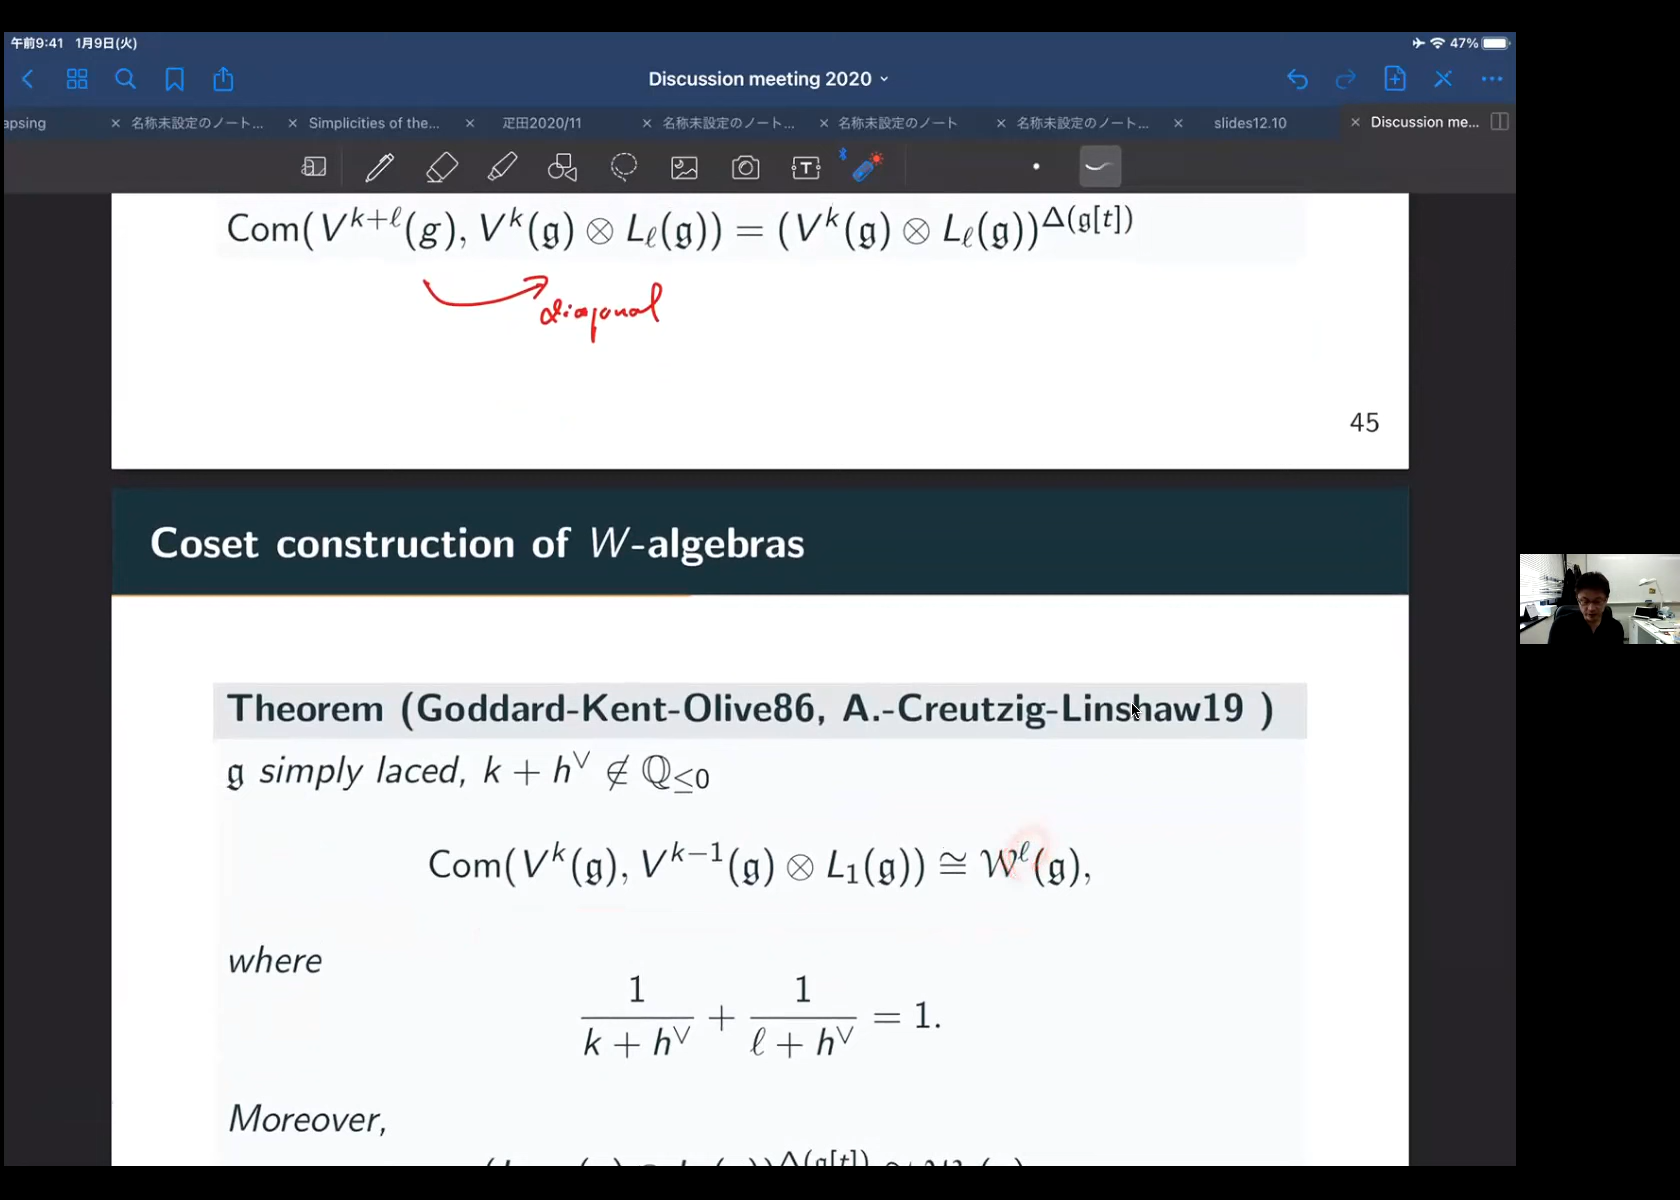 午前9:41 1月9日(火) 47%
Discussion meeting 2020
apsing × 名称未設定のノート... × Simplicities of the... × 疋田2020/11 × 名称未設定のノート... × 名称未設定のノート × 名称未設定のノート... × slides12.10 × Discussion me...
Com(V^{k+ℓ}(g), V^k(𝔤) ⊗ L_ℓ(𝔤)) = (V^k(𝔤) ⊗ L_ℓ(𝔤))^{Δ(𝔤[t])}
diagonal
45
Coset construction of W-algebras
Theorem (Goddard-Kent-Olive86, A.-Creutzig-Linshaw19 )
𝔤 simply laced, k + h^∨ ∉ ℚ_{≤0}
Com(V^k(𝔤), V^{k−1}(𝔤) ⊗ L_1(𝔤)) ≅ 𝒲^ℓ(𝔤),
where
1/(k + h^∨) + 1/(ℓ + h^∨) = 1.
Moreover,